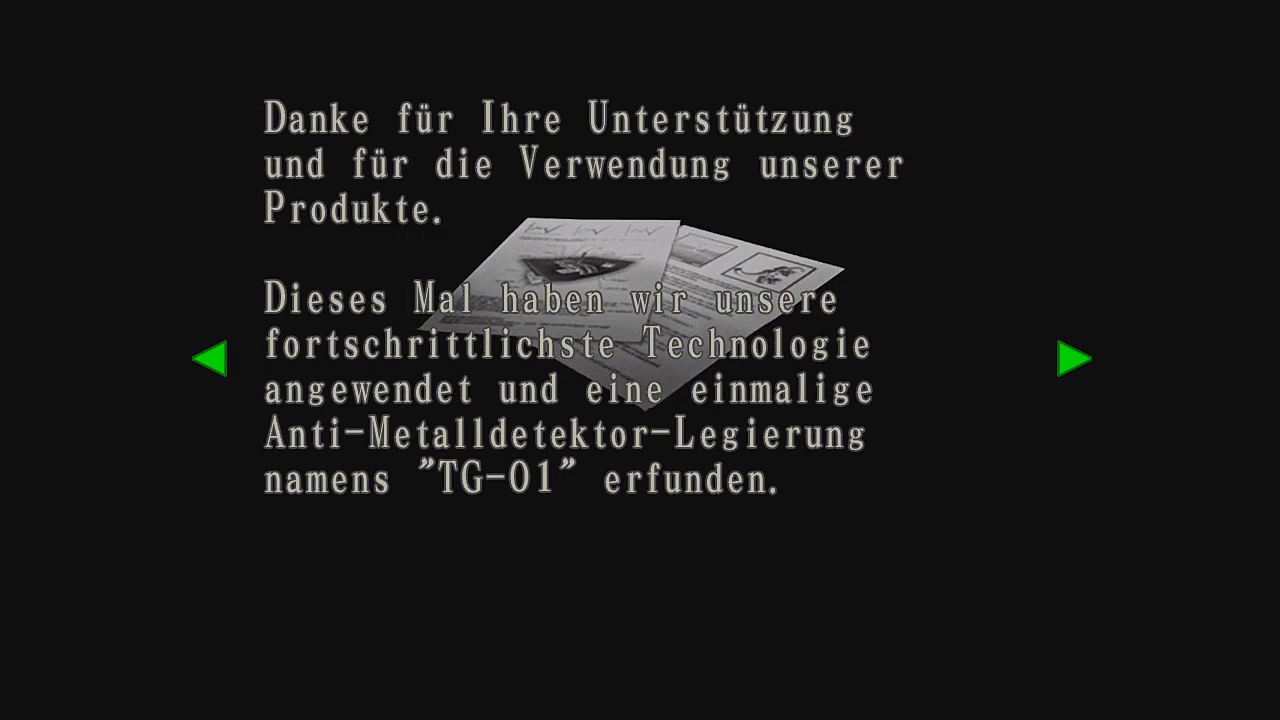 Danke für Ihre Unterstützung
und für die Verwendung unserer
Produkte.
Dieses Mal haben wir unsere
fortschrittlichste Technologie
angewendet und eine einmalige
Anti-Metalldetektor-Legierung
namens "TG-01" erfunden.